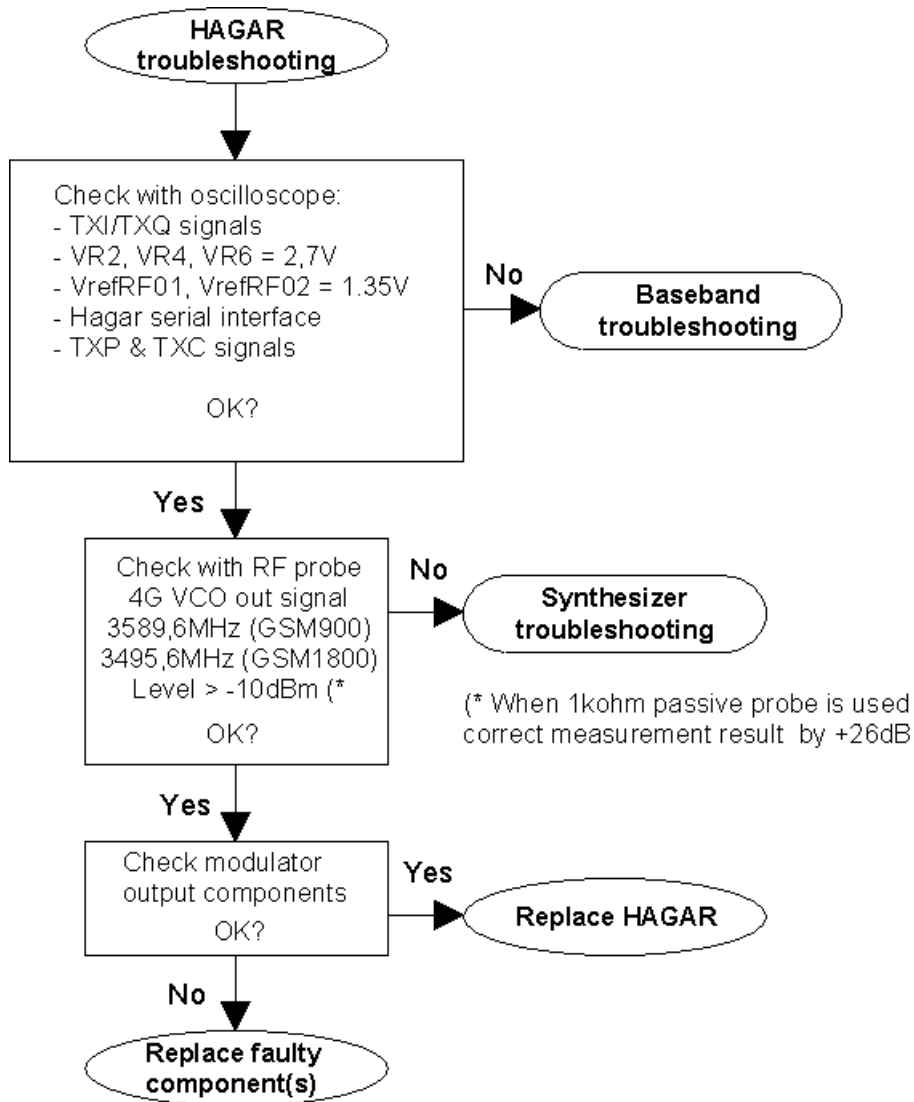 HAGAR
troubleshooting
Check with oscilloscope:
- TXI/TXQ signals
- VR2, VR4, VR6 = 2,7V
- VrefRF01, VrefRF02 = 1.35V
- Hagar serial interface
- TXP & TXC signals
OK?
No
Baseband
troubleshooting
Yes
Check with RF probe
4G VCO out signal
3589,6MHz (GSM900)
3495,6MHz (GSM1800)
Level > -10dBm (*
OK?
No
Synthesizer
troubleshooting
(* When 1kohm passive probe is used
correct measurement result by +26dB
Yes
Check modulator
output components
OK?
Yes
Replace HAGAR
No
Replace faulty
component(s)